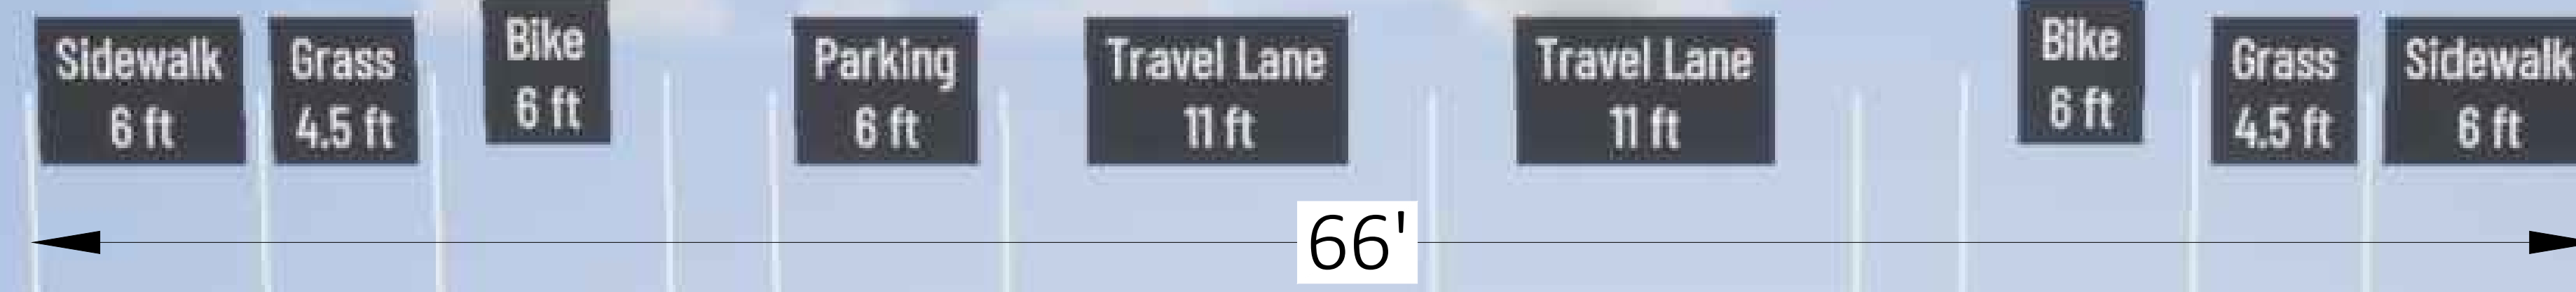 Sidewalk
6 ft
Grass
4.5 ft
Bike
6 ft
Parking
6 ft
Travel Lane
11 ft
Travel Lane
11 ft
Bike
6 ft
Grass
4.5 ft
Sidewalk
6 ft
66'